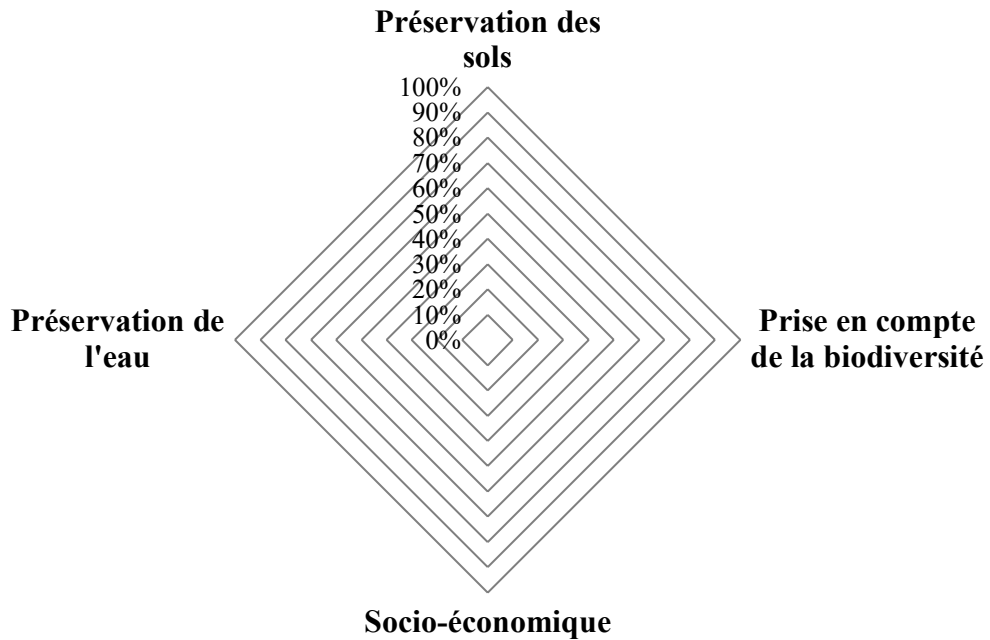 Préservation des
sols
100%
90%
80%
70%
60%
50%
40%
30%
20%
10%
0%
Préservation de
l'eau
Prise en compte
de la biodiversité
Socio-économique